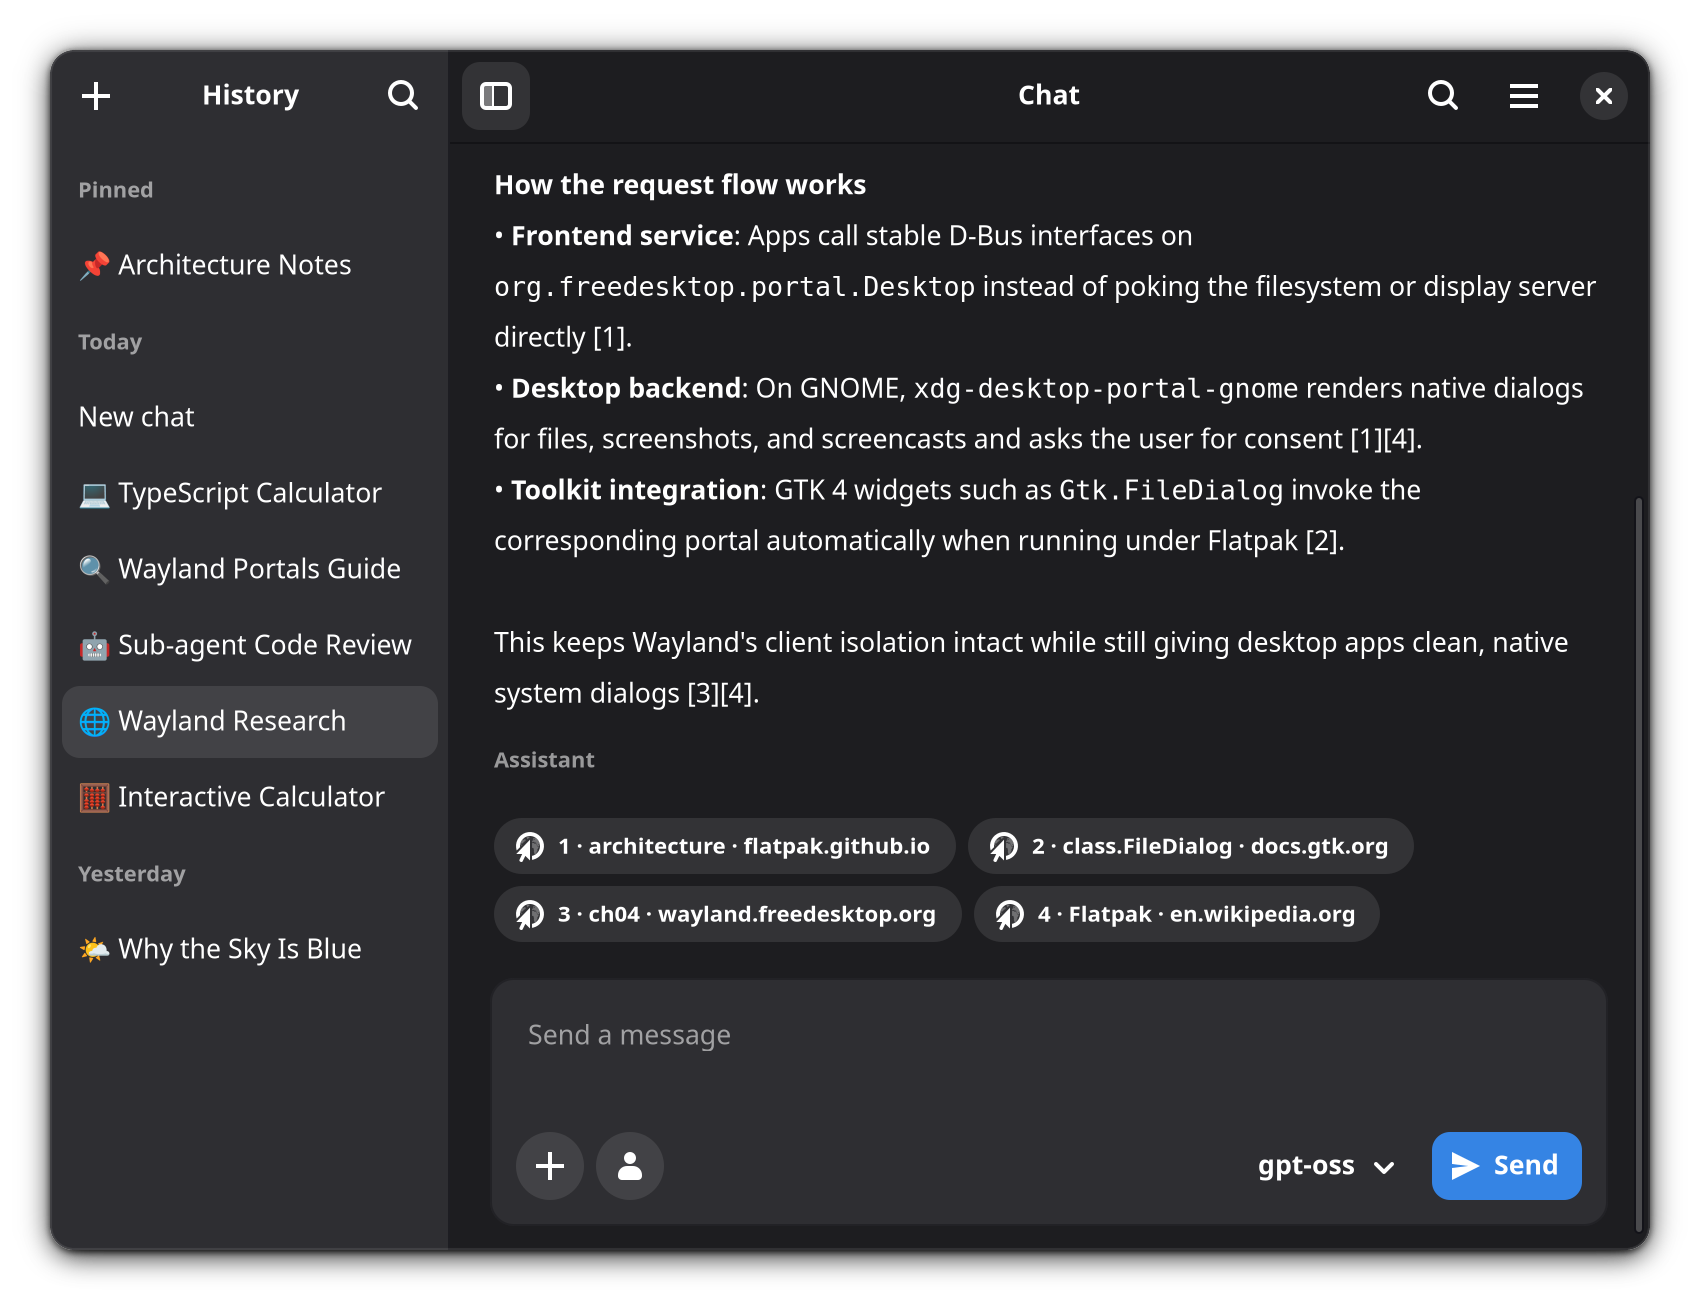 History
Pinned
📌 Architecture Notes
Today
New chat
💻 TypeScript Calculator
🔍 Wayland Portals Guide
🤖 Sub-agent Code Review
🌐 Wayland Research
🧮 Interactive Calculator
Yesterday
🌤️ Why the Sky Is Blue
Chat
How the request flow works
• Frontend service: Apps call stable D-Bus interfaces on
org.freedesktop.portal.Desktop instead of poking the filesystem or display server
directly [1].
• Desktop backend: On GNOME, xdg-desktop-portal-gnome renders native dialogs
for files, screenshots, and screencasts and asks the user for consent [1][4].
• Toolkit integration: GTK 4 widgets such as Gtk.FileDialog invoke the
corresponding portal automatically when running under Flatpak [2].
This keeps Wayland's client isolation intact while still giving desktop apps clean, native
system dialogs [3][4].
Assistant
1 · architecture · flatpak.github.io
2 · class.FileDialog · docs.gtk.org
3 · ch04 · wayland.freedesktop.org
4 · Flatpak · en.wikipedia.org
Send a message
gpt-oss
Send